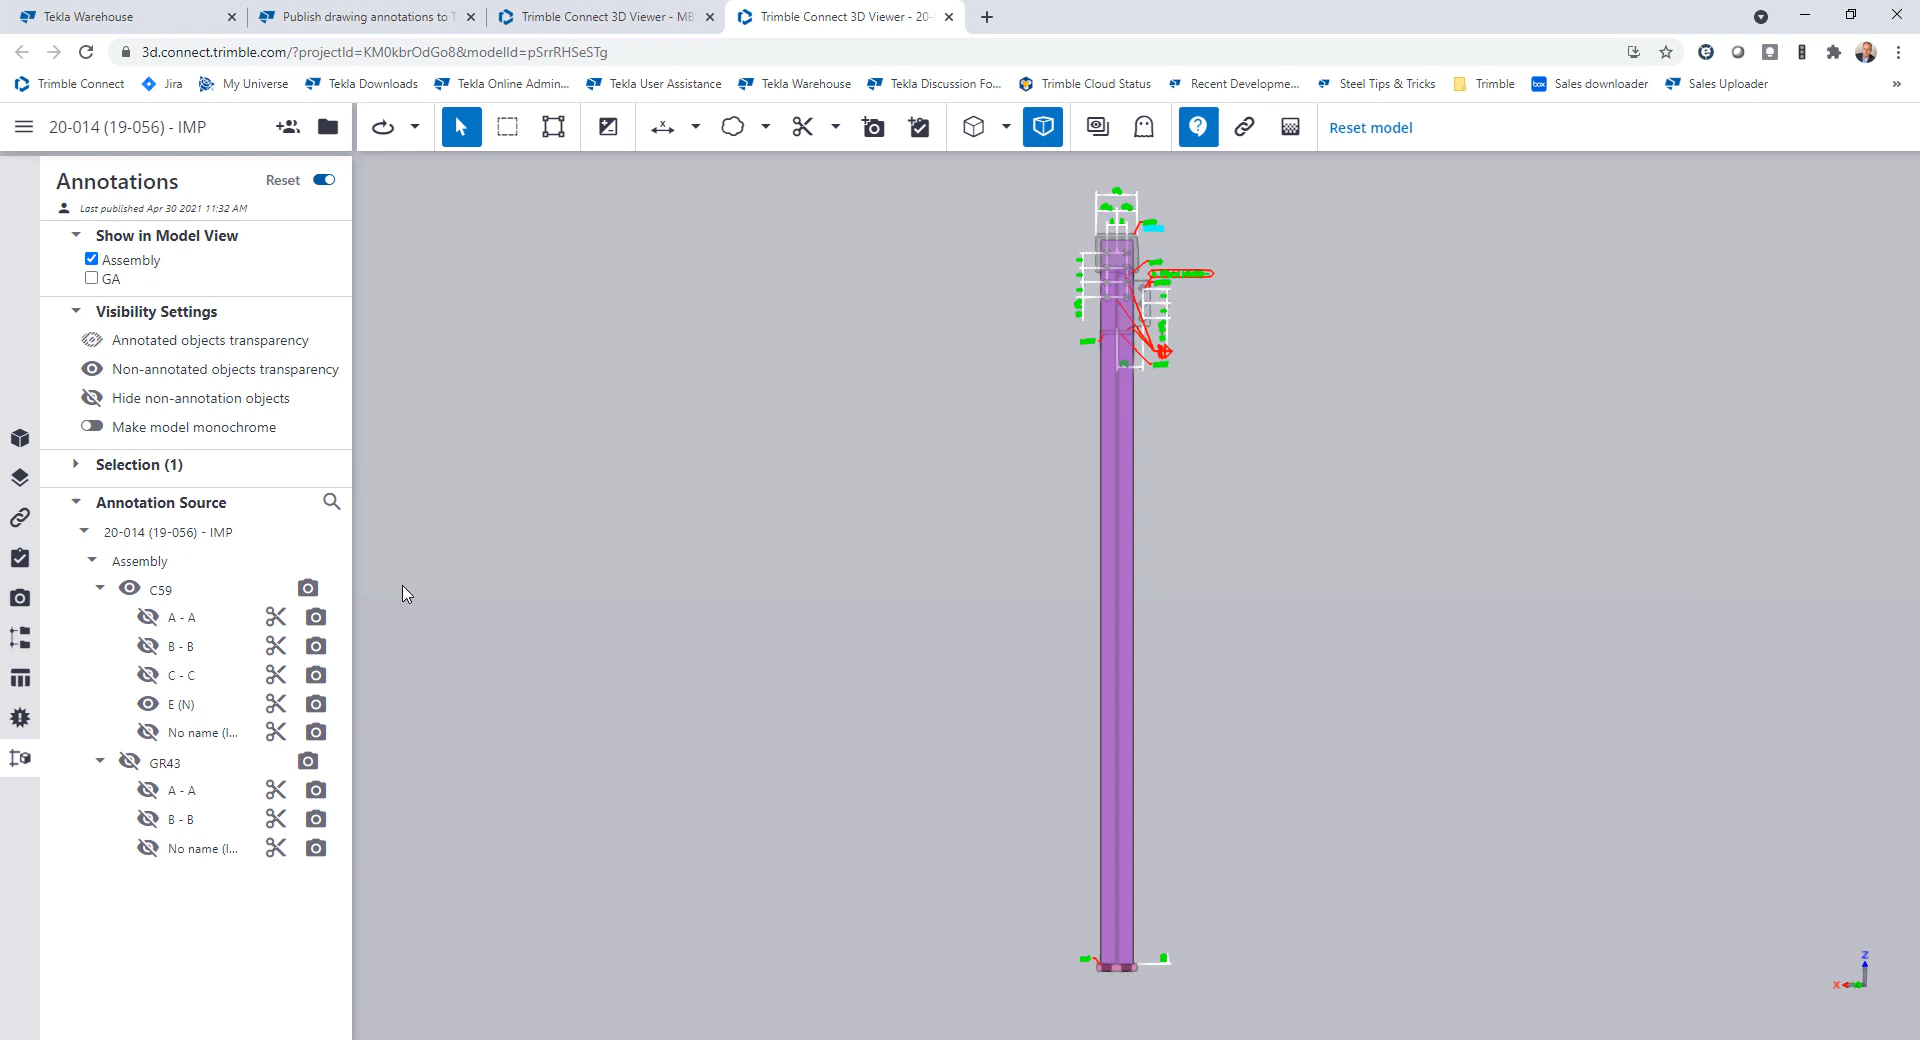 Tekla Warehouse
Publish drawing annotations to T
Trimble Connect 3D Viewer - MB
Trimble Connect 3D Viewer - 20-
3d.connect.trimble.com/?projectId=KM0kbrOdGo8&modelId=pSrrRHSeSTg
Trimble Connect
Jira
My Universe
Tekla Downloads
Tekla Online Admin...
Tekla User Assistance
Tekla Warehouse
Tekla Discussion Fo...
Trimble Cloud Status
Recent Developme...
Steel Tips & Tricks
Trimble
box
Sales downloader
Sales Uploader
»
20-014 (19-056) - IMP
Reset model
Annotations
Reset
Last published Apr 30 2021 11:32 AM
Show in Model View
Assembly
GA
Visibility Settings
Annotated objects transparency
Non-annotated objects transparency
Hide non-annotation objects
Make model monochrome
Selection (1)
Annotation Source
20-014 (19-056) - IMP
Assembly
C59
A - A
B - B
C - C
E (N)
No name (I...
GR43
A - A
B - B
No name (I...
Z
X